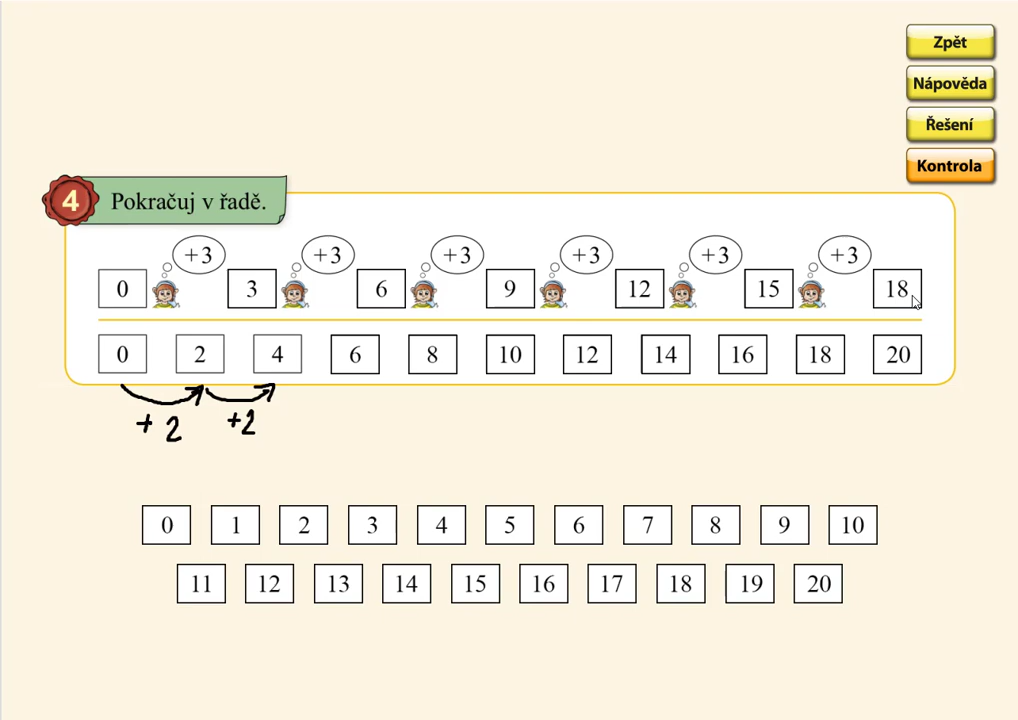 Zpět
Nápověda
Řešení
Kontrola
4 Pokračuj v řadě.
+3 +3 +3 +3 +3 +3
0 3 6 9 12 15 18
0 2 4 6 8 10 12 14 16 18 20
+2 +2
0 1 2 3 4 5 6 7 8 9 10
11 12 13 14 15 16 17 18 19 20